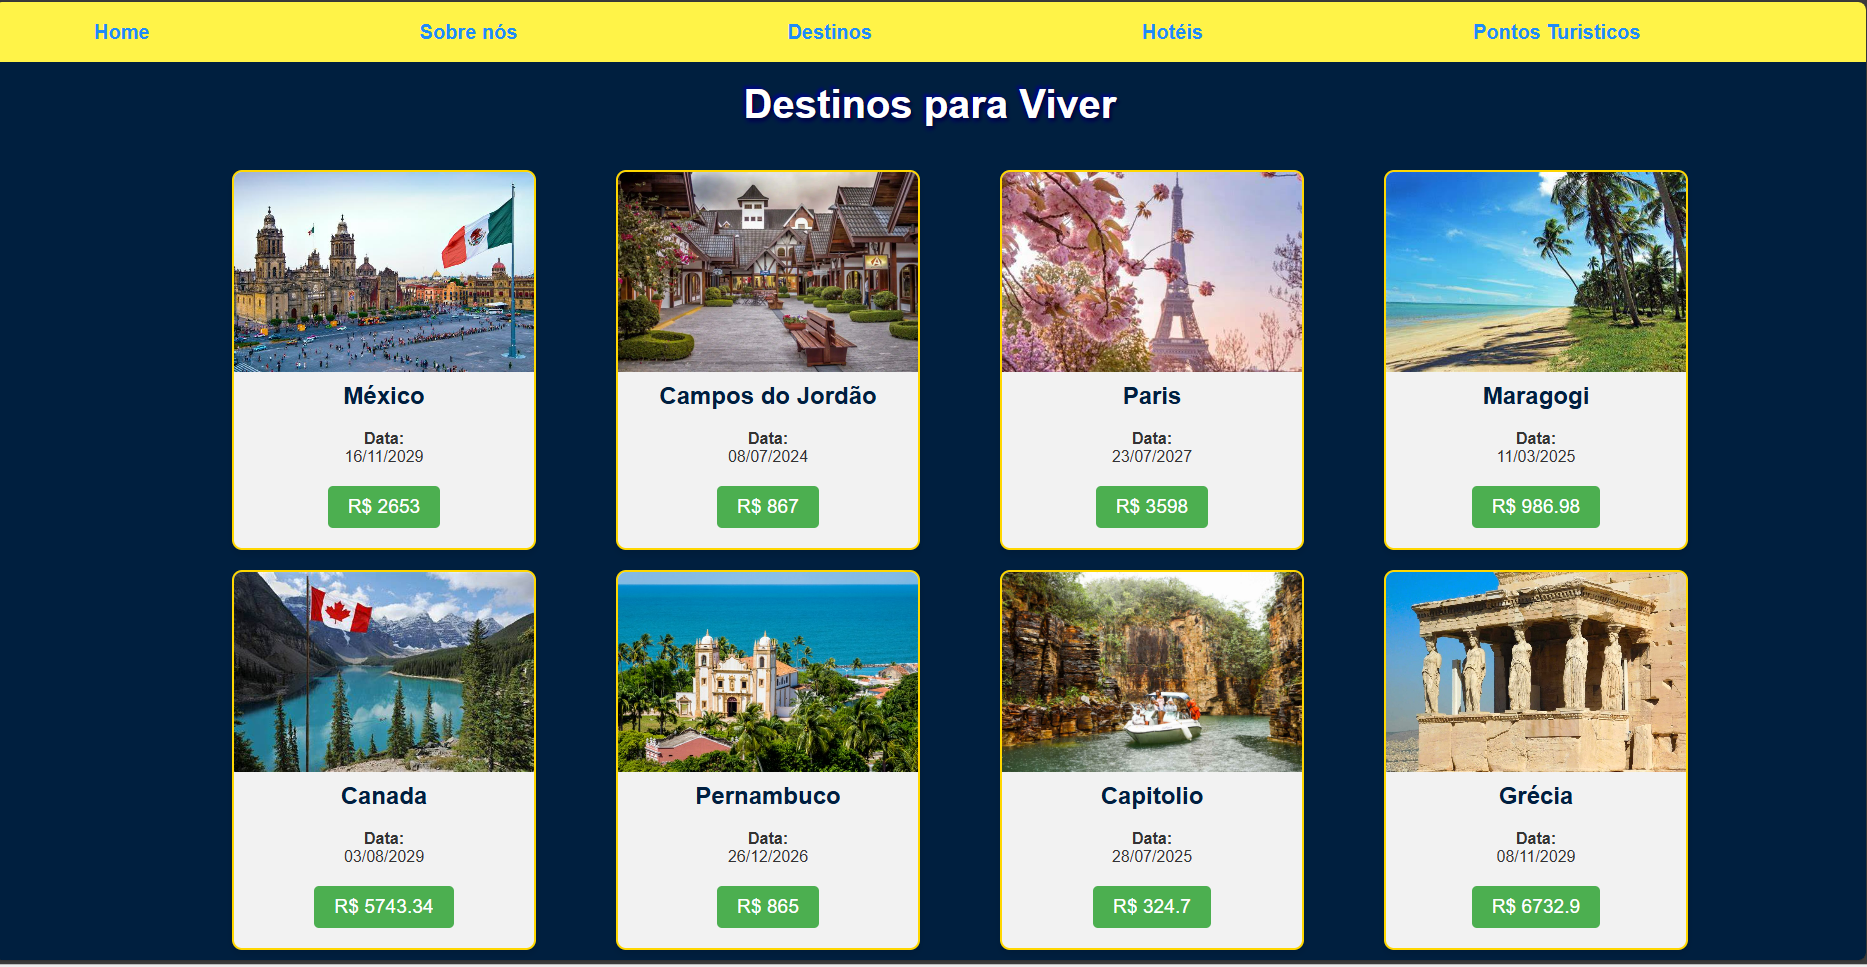 Home Sobre nós Destinos Hotéis Pontos Turisticos
Destinos para Viver
México
Data:
16/11/2029
R$ 2653
Campos do Jordão
Data:
08/07/2024
R$ 867
Paris
Data:
23/07/2027
R$ 3598
Maragogi
Data:
11/03/2025
R$ 986.98
Canada
Data:
03/08/2029
R$ 5743.34
Pernambuco
Data:
26/12/2026
R$ 865
Capitolio
Data:
28/07/2025
R$ 324.7
Grécia
Data:
08/11/2029
R$ 6732.9